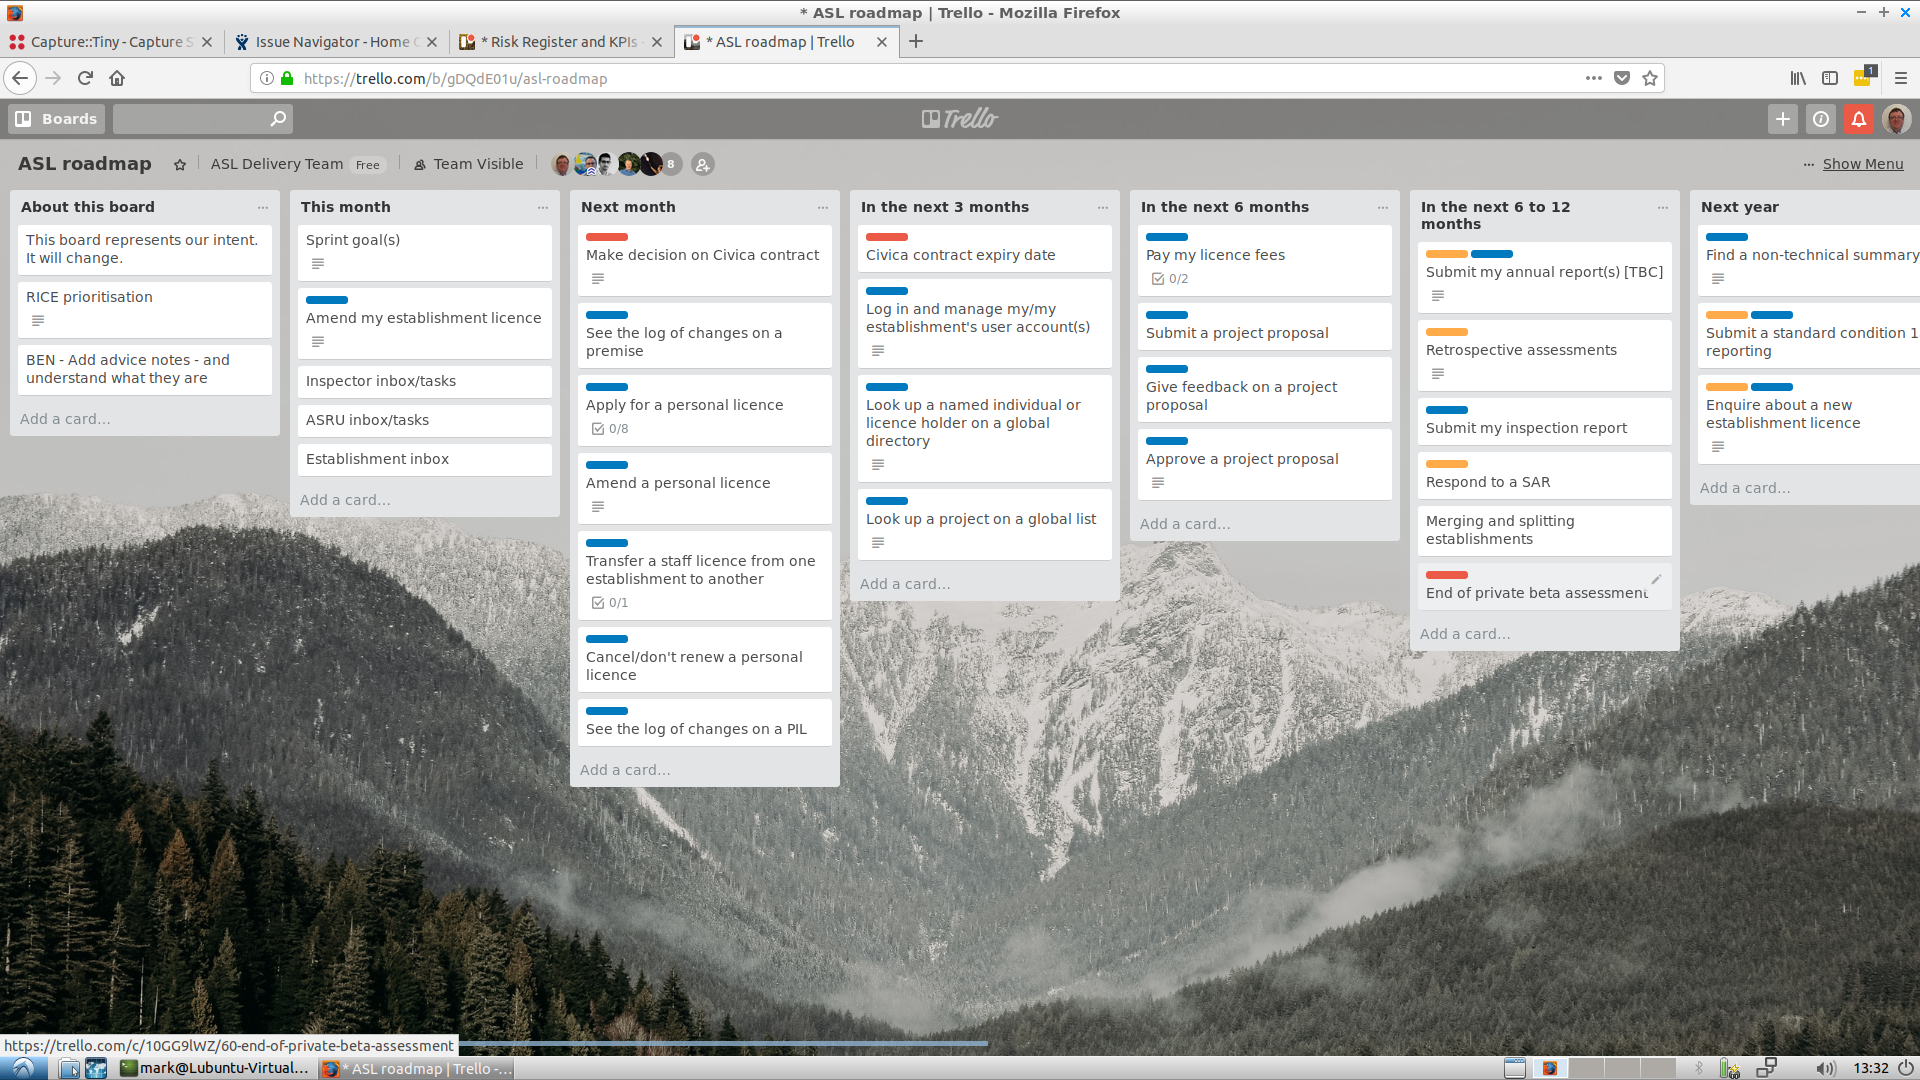 * ASL roadmap | Trello - Mozilla Firefox
Capture::Tiny - Capture S
Issue Navigator - Home O
* Risk Register and KPIs
* ASL roadmap | Trello
https://trello.com/b/gDQdE01u/asl-roadmap
1
Boards
Trello
ASL roadmap
ASL Delivery Team
Free
Team Visible
8
Show Menu
About this board
This board represents our intent.
It will change.
RICE prioritisation
BEN - Add advice notes - and
understand what they are
Add a card...
This month
Sprint goal(s)
Amend my establishment licence
Inspector inbox/tasks
ASRU inbox/tasks
Establishment inbox
Add a card...
Next month
Make decision on Civica contract
See the log of changes on a
premise
Apply for a personal licence
0/8
Amend a personal licence
Transfer a staff licence from one
establishment to another
0/1
Cancel/don't renew a personal
licence
See the log of changes on a PIL
Add a card...
In the next 3 months
Civica contract expiry date
Log in and manage my/my
establishment's user account(s)
Look up a named individual or
licence holder on a global
directory
Look up a project on a global list
Add a card...
In the next 6 months
Pay my licence fees
0/2
Submit a project proposal
Give feedback on a project
proposal
Approve a project proposal
Add a card...
In the next 6 to 12
months
Submit my annual report(s) [TBC]
Retrospective assessments
Submit my inspection report
Respond to a SAR
Merging and splitting
establishments
End of private beta assessment
Add a card...
Next year
Find a non-technical summary
Submit a standard condition 1
reporting
Enquire about a new
establishment licence
Add a card...
https://trello.com/c/10GG9lWZ/60-end-of-private-beta-assessment
mark@Lubuntu-Virtual...
* ASL roadmap | Trello -...
13:32